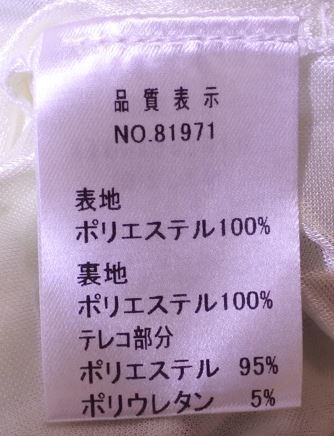 品質表示
NO.81971
表地
ポリエステル100%
裏地
ポリエステル100%
テレコ部分
ポリエステル 95%
ポリウレタン 5%